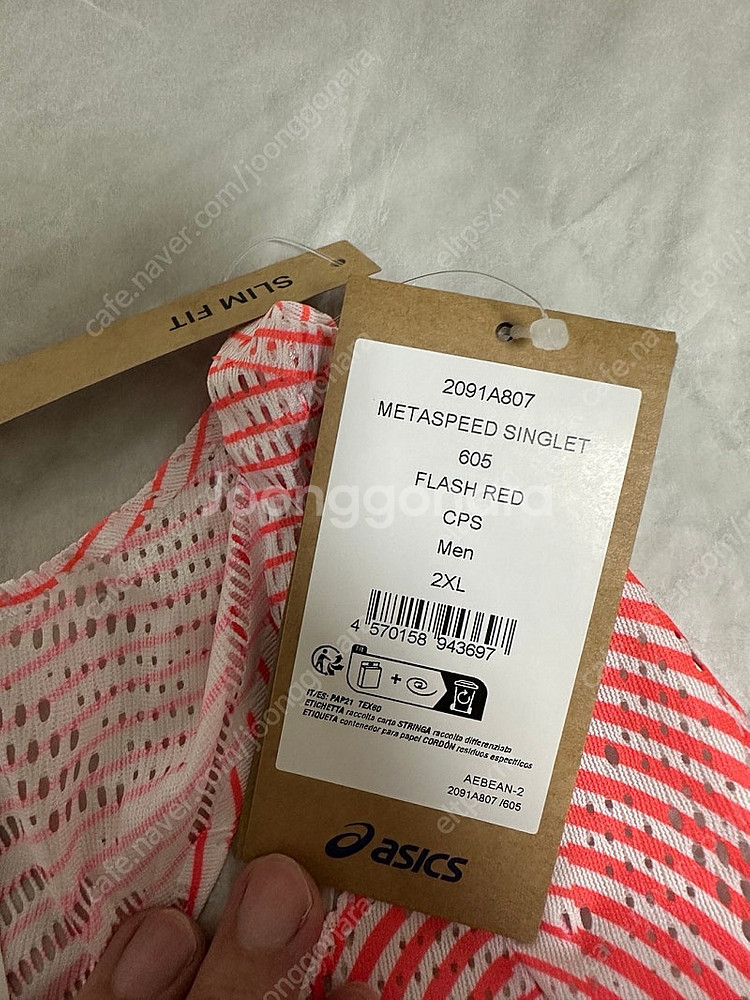 SLIM FIT
2091A807
METASPEED SINGLET
605
FLASH RED
CPS
Men
2XL
4 570158 943697
IT/ES: PAP21 TEX60
ETICHETTA raccolta carta STRINGA raccolta differenziata
ETIQUETA contenedor para papel CORDÓN residuos específicos
AEBEAN-2
2091A807 /605
asics
Joonggonara
cafe.naver.com/joonggonara
eltpsxm